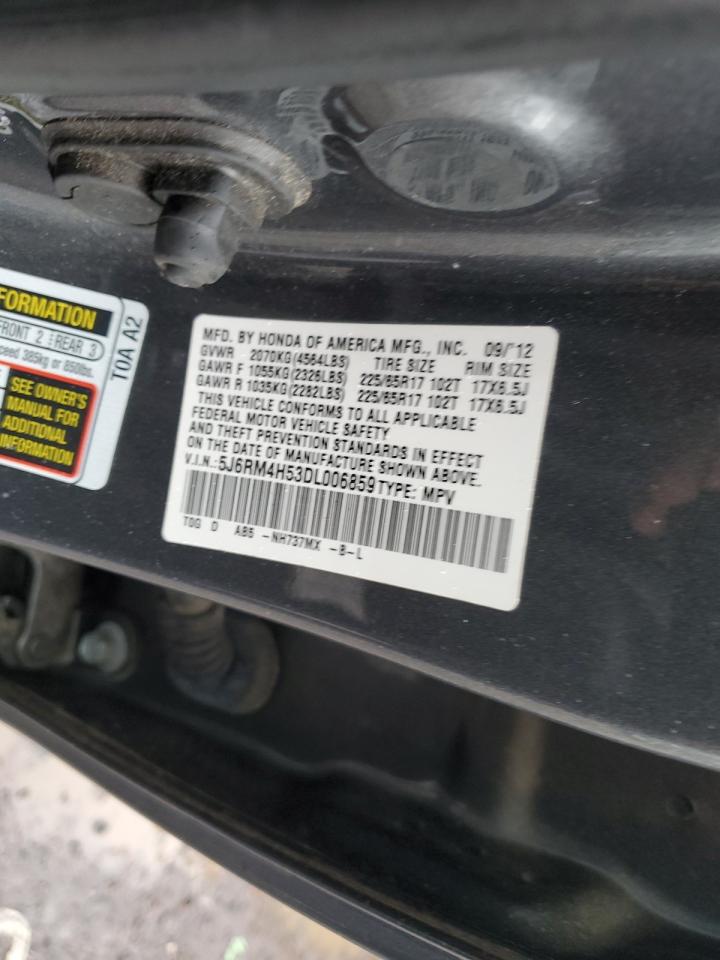 FORMATION
FRONT 2 REAR 3
ceed 385kg or 850lbs.
SEE OWNER'S
MANUAL FOR
ADDITIONAL
INFORMATION
T0A A2
MFD. BY HONDA OF AMERICA MFG., INC. 09/'12
GVWR 2070KG(4564LBS) TIRE SIZE RIM SIZE
GAWR F 1055KG(2326LBS) 225/65R17 102T 17X6.5J
GAWR R 1035KG(2282LBS) 225/65R17 102T 17X6.5J
THIS VEHICLE CONFORMS TO ALL APPLICABLE
FEDERAL MOTOR VEHICLE SAFETY
AND THEFT PREVENTION STANDARDS IN EFFECT
ON THE DATE OF MANUFACTURE SHOWN ABOVE.
V.I.N.:5J6RM4H53DL006859 TYPE: MPV
T0G D AB5 -NH737MX -B-L